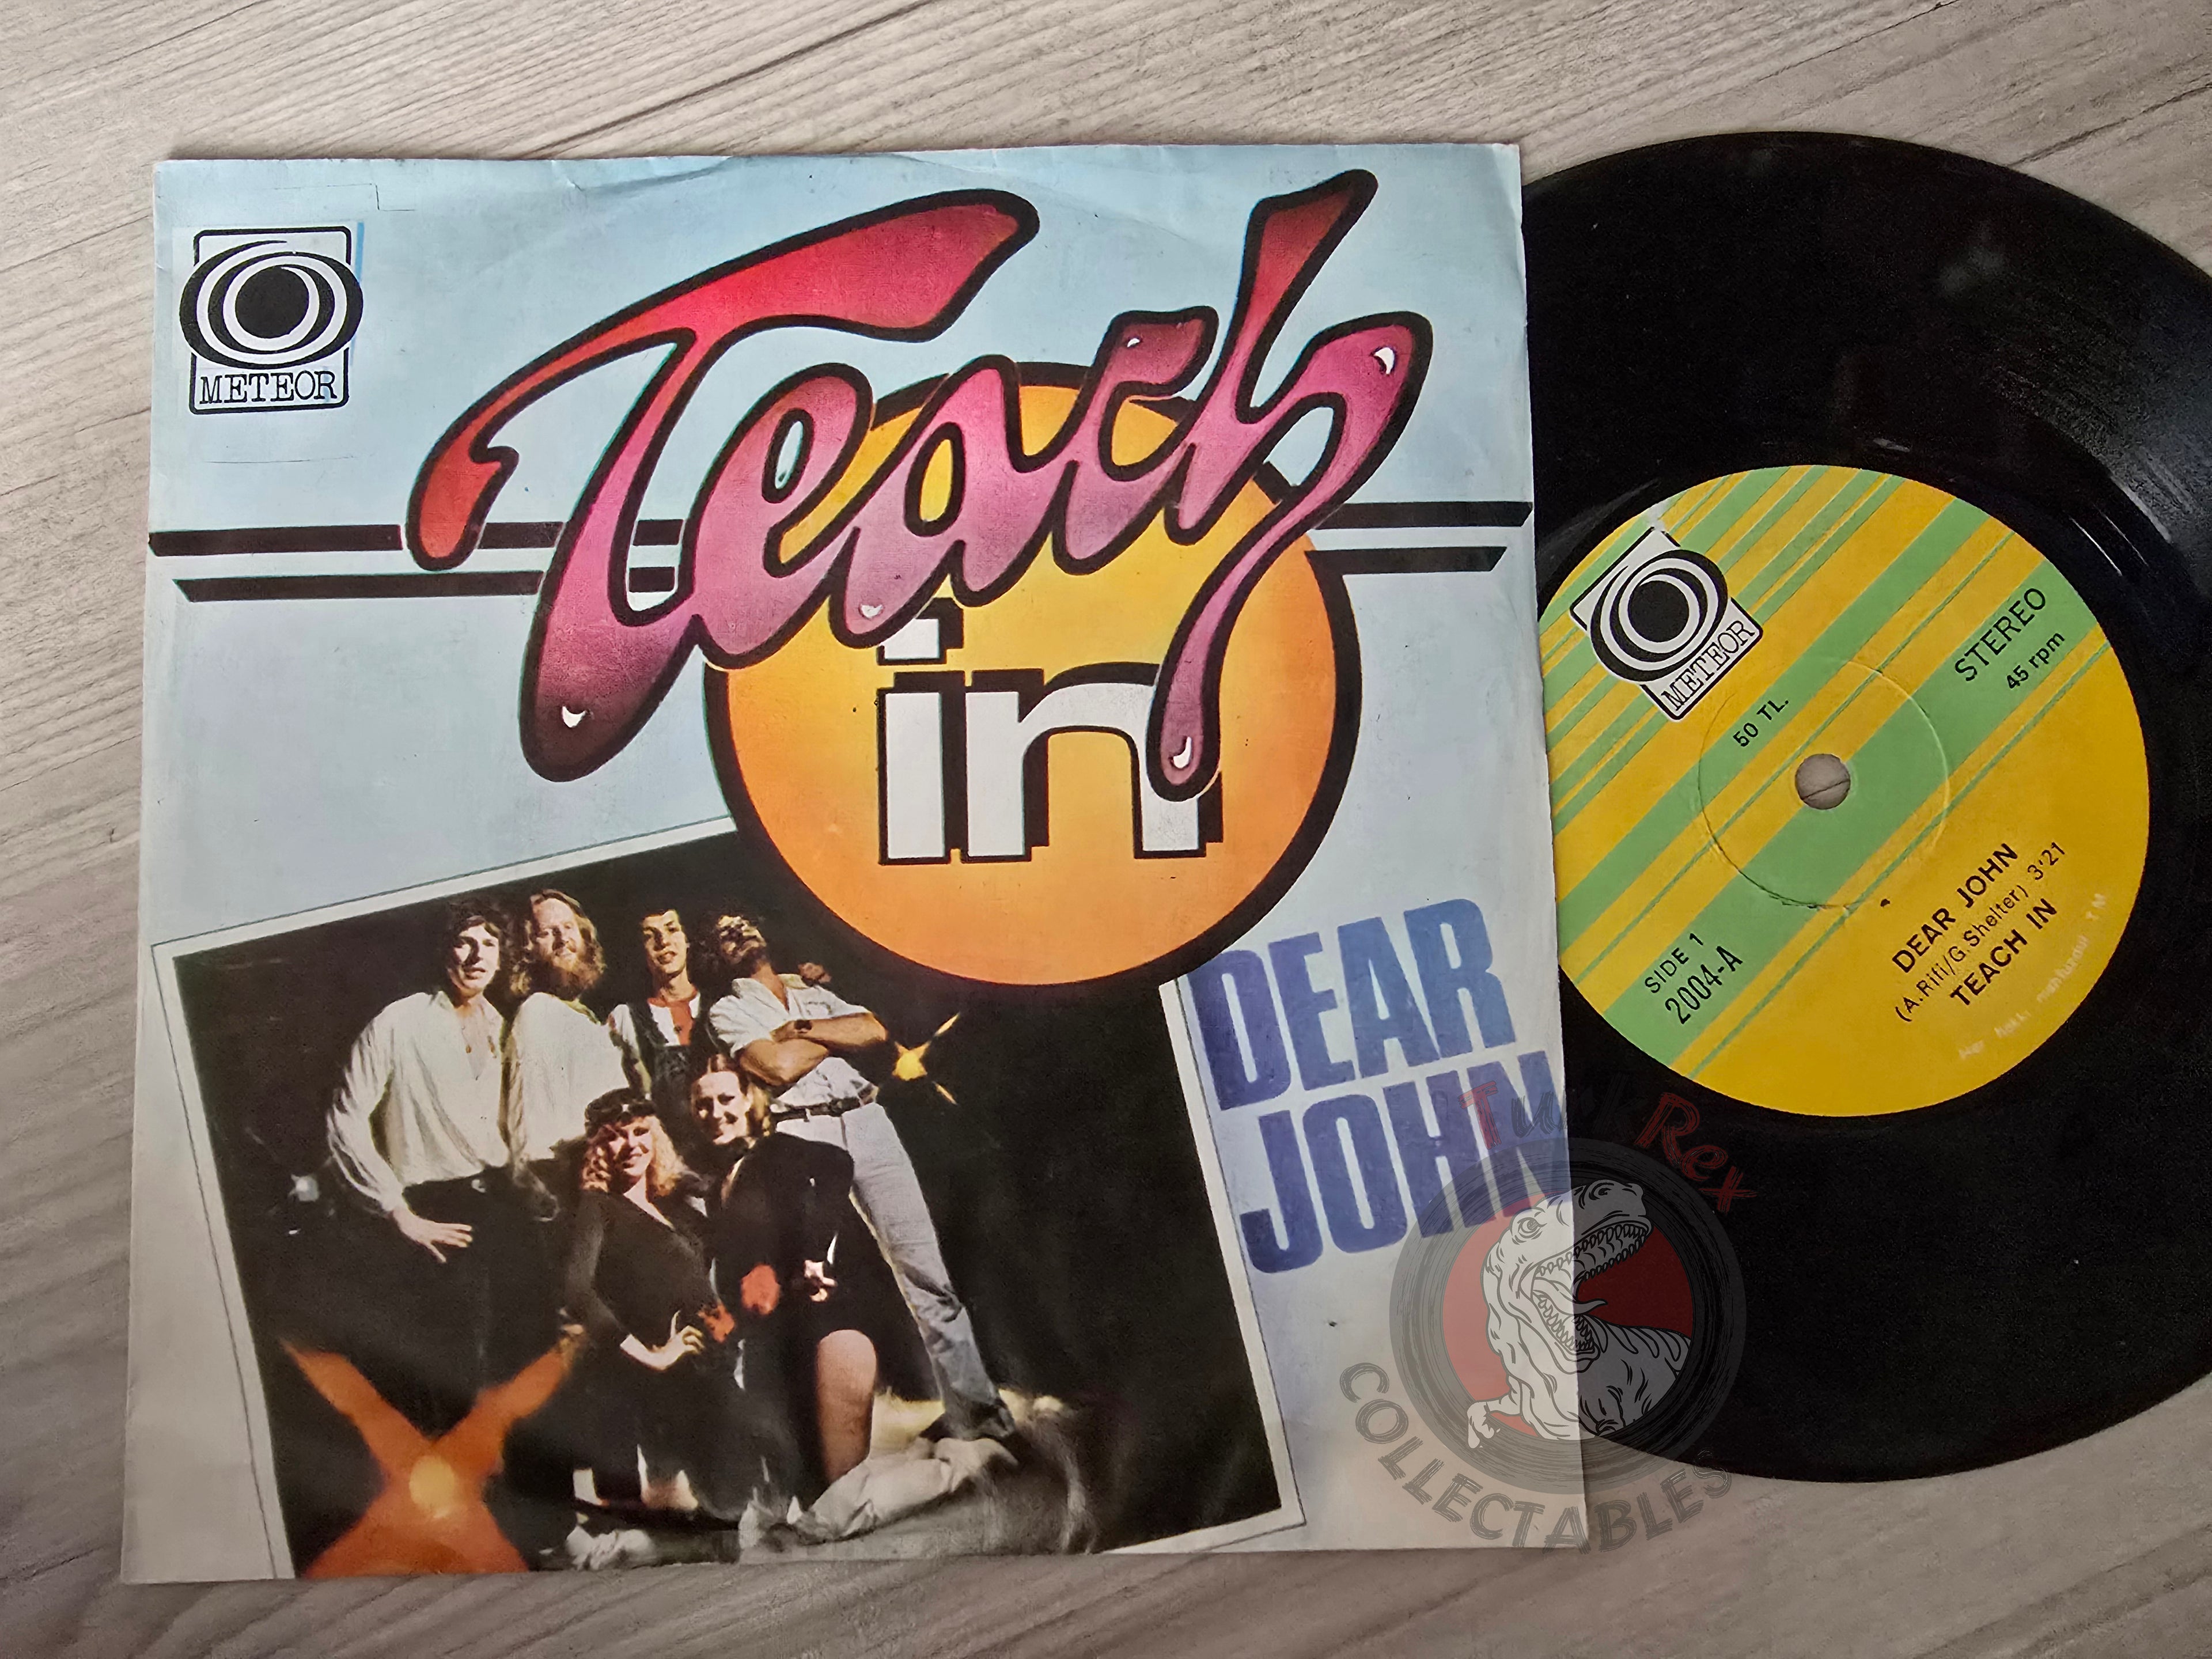 METEOR
Teach
in
DEAR
JOHN
METEOR
50 TL.
STEREO
45 rpm
SIDE 1
2004-A
DEAR JOHN
(A.Riff/G.Shelter) 3'21
TEACH IN
Turk Rex
COLLECTABLES